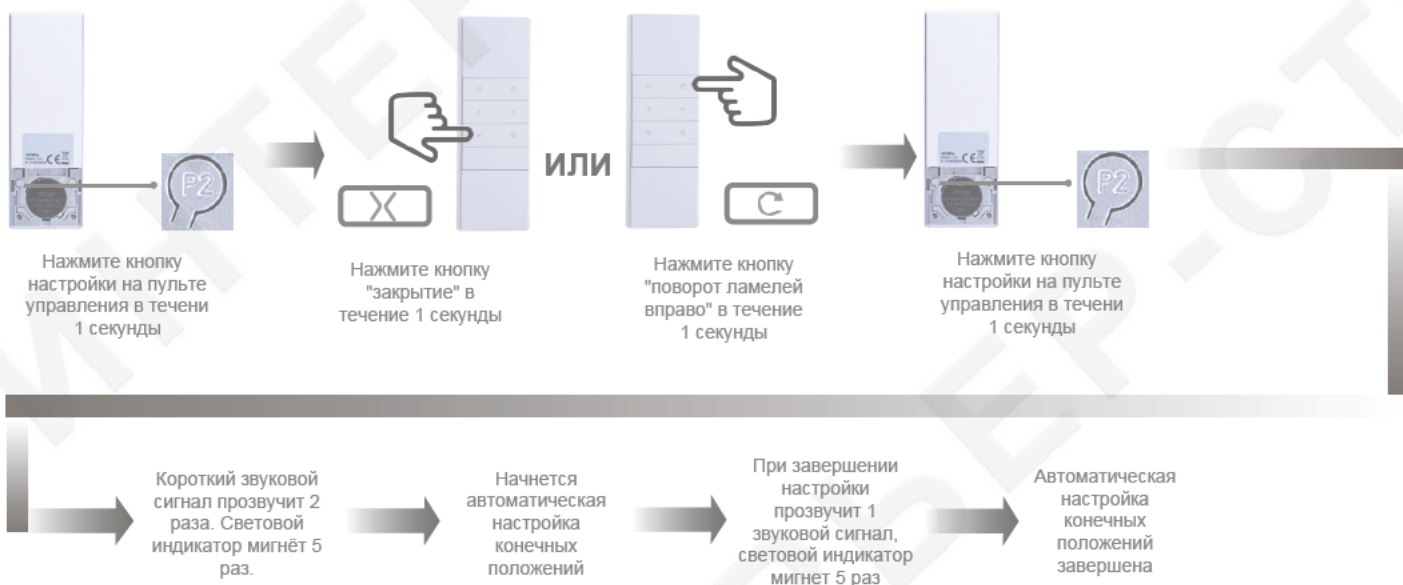 P2
ИЛИ
P2
Нажмите кнопку
настройки на пульте
управления в течени
1 секунды
Нажмите кнопку
"закрытие" в
течение 1 секунды
Нажмите кнопку
"поворот ламелей
вправо" в течение
1 секунды
Нажмите кнопку
настройки на пульте
управления в течени
1 секунды
Короткий звуковой
сигнал прозвучит 2
раза. Световой
индикатор мигнёт 5
раз.
Начнется
автоматическая
настройка
конечных
положений
При завершении
настройки
прозвучит 1
звуковой сигнал,
световой индикатор
мигнет 5 раз
Автоматическая
настройка
конечных
положений
завершена